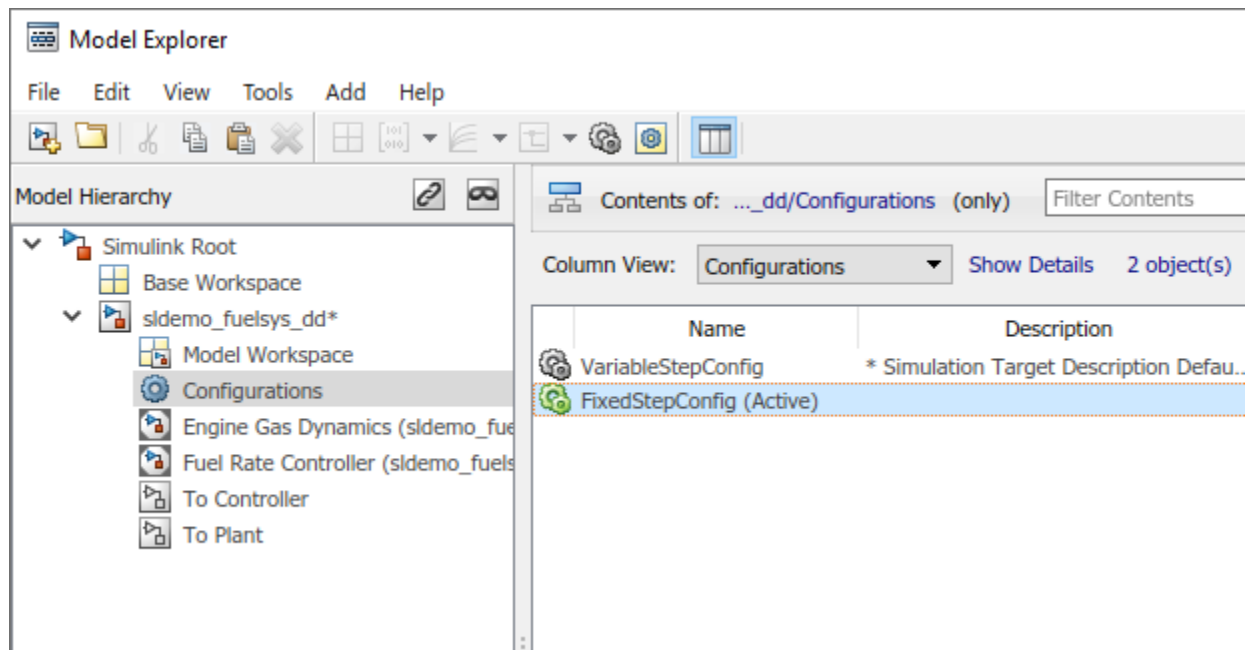 Model Explorer
File Edit View Tools Add Help
Model Hierarchy
Simulink Root
Base Workspace
sldemo_fuelsys_dd*
Model Workspace
Configurations
Engine Gas Dynamics (sldemo_fue
Fuel Rate Controller (sldemo_fuels
To Controller
To Plant
Contents of: ..._dd/Configurations (only) Filter Contents
Column View: Configurations Show Details 2 object(s)
Name Description
VariableStepConfig * Simulation Target Description Defau...
FixedStepConfig (Active)